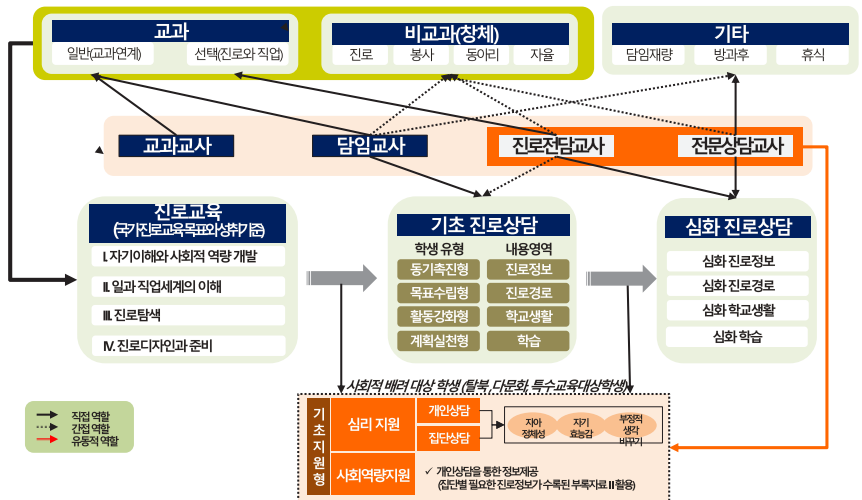 교과
일반(교과연계)
선택(진로와 직업)
비교과(창체)
진로
봉사
동아리
자율
기타
담임재량
방과후
휴식
교과교사
담임교사
진로전담교사
전문상담교사
진로교육
(국가진로교육목표와성취기준)
I. 자기이해와 사회적 역량 개발
II. 일과 직업세계의 이해
III. 진로탐색
IV. 진로디자인과 준비
기초 진로상담
학생 유형
내용영역
동기촉진형
진로정보
목표수립형
진로경로
활동강화형
학교생활
계획실천형
학습
심화 진로상담
심화 진로정보
심화 진로경로
심화 학교생활
심화 학습
사회적 배려 대상 학생 (탈북, 다문화, 특수교육대상학생)
기초지원형
심리 지원
개인상담
집단상담
자아
정체성
자기
효능감
부정적
생각
바꾸기
사회역량지원
✓ 개인상담을 통한 정보제공
(집단별 필요한 진로정보가 수록된 부록자료 II 활용)
직접 역할
간접 역할
유동적 역할